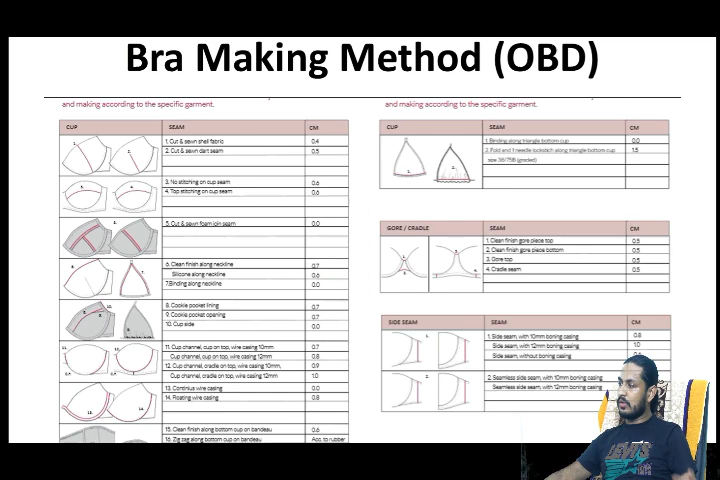 Bra Making Method (OBD)
and making according to the specific garment.
CUP SEAM CM
1. Cut & sewn shell fabric 0.4
2. Cut & sewn dart seam 0.5
3. No stitching on cup seam 0.6
4. Top stitching on cup seam 0.6
5. Cut & sewn foam join seam 0.0
6. Clean finish along neckline 0.7
Silicone along neckline 0.6
7.Binding along neckline 0.0
8. Cookie pocket lining 0.7
9. Cookie pocket opening 0.7
10. Cup side 0.0
11. Cup channel, cup on top, wire casing 10mm 0.7
Cup channel, cup on top, wire casing 12mm 0.8
12. Cup channel, cradle on top, wire casing 10mm, 0.9
Cup channel, cradle on top, wire casing 12mm 1.0
13. Continius wire casing 0.0
14. Floating wire casing 0.8
15. Clean finish along bottom cup on bandeau 0.6
16. Zig zag along bottom cup on bandeau Acc. to rubber
and making according to the specific garment.
CUP SEAM CM
1. Binding along triangle bottom cup 0.0
2. Fold and 1 needle lockstitch along triangle bottom cup 1.5
size 36/75B (graded)
GORE / CRADLE SEAM CM
1. Clean finish gore piece top 0.5
2. Clean finish gore piece bottom 0.5
3. Gore top 0.5
4. Cradle seam 0.5
SIDE SEAM SEAM CM
1. Side seam, with 10mm boning casing 0.8
Side seam, with 12mm boning casing 1.0
Side seam, without boning casing
2. Seamless side seam, with 10mm boning casing
Seamless side seam, with 12mm boning casing
DEVILS